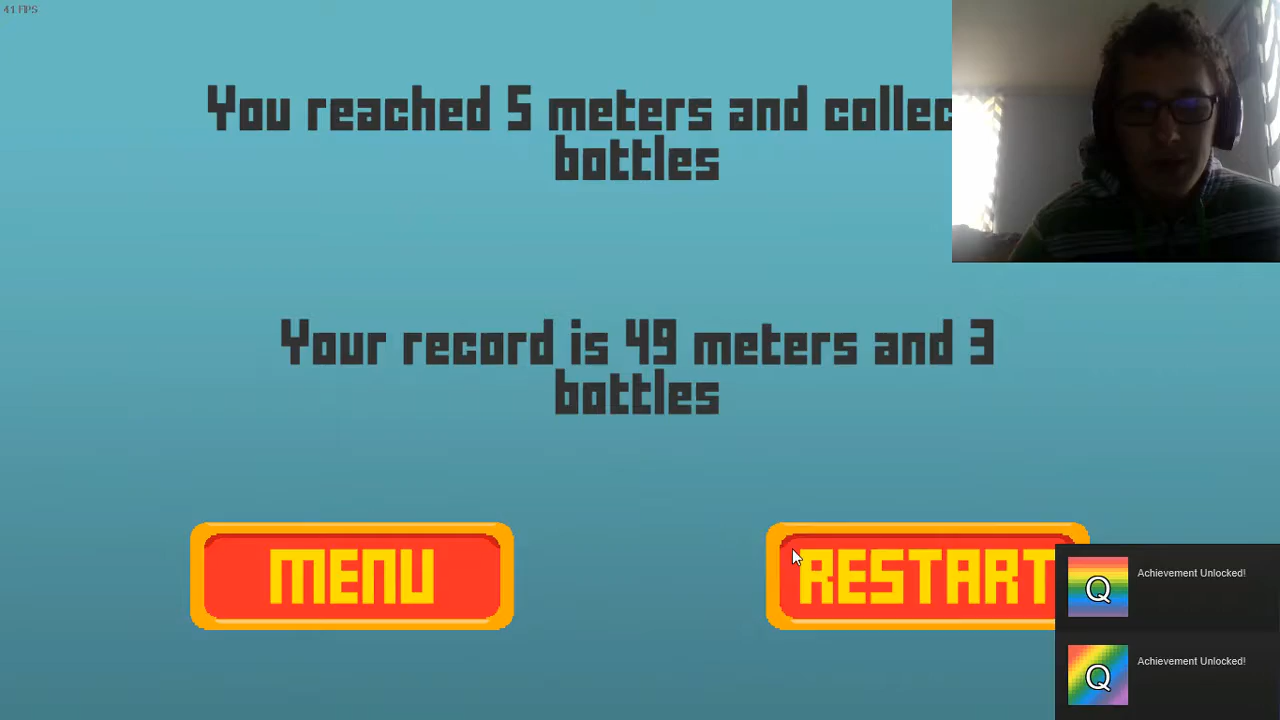 41 FPS
You reached 5 meters and collec
bottles
Your record is 49 meters and 3
bottles
MENU
RESTART
Q
Achievement Unlocked!
Q
Achievement Unlocked!